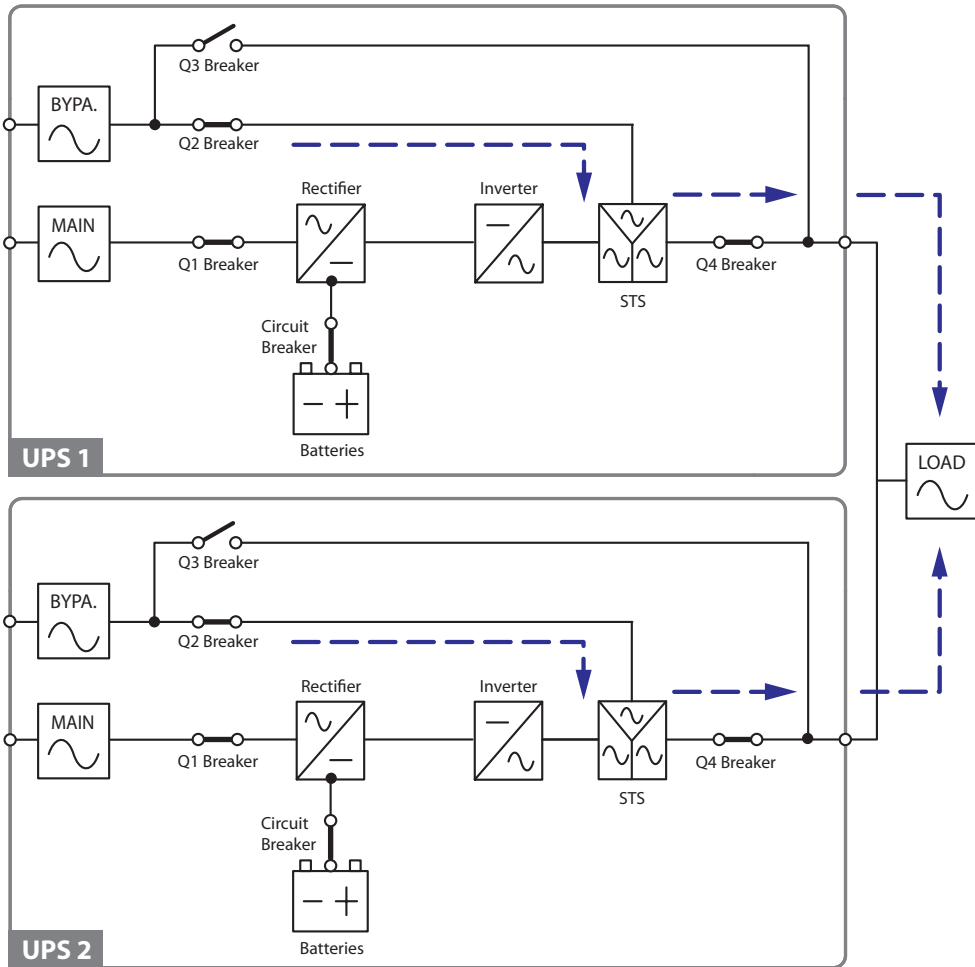 Q3 Breaker
BYPA.
Q2 Breaker
Rectifier
Inverter
MAIN
Q1 Breaker
Q4 Breaker
STS
Circuit
Breaker
Batteries
UPS 1
LOAD
Q3 Breaker
BYPA.
Q2 Breaker
Rectifier
Inverter
MAIN
Q1 Breaker
Q4 Breaker
STS
Circuit
Breaker
Batteries
UPS 2